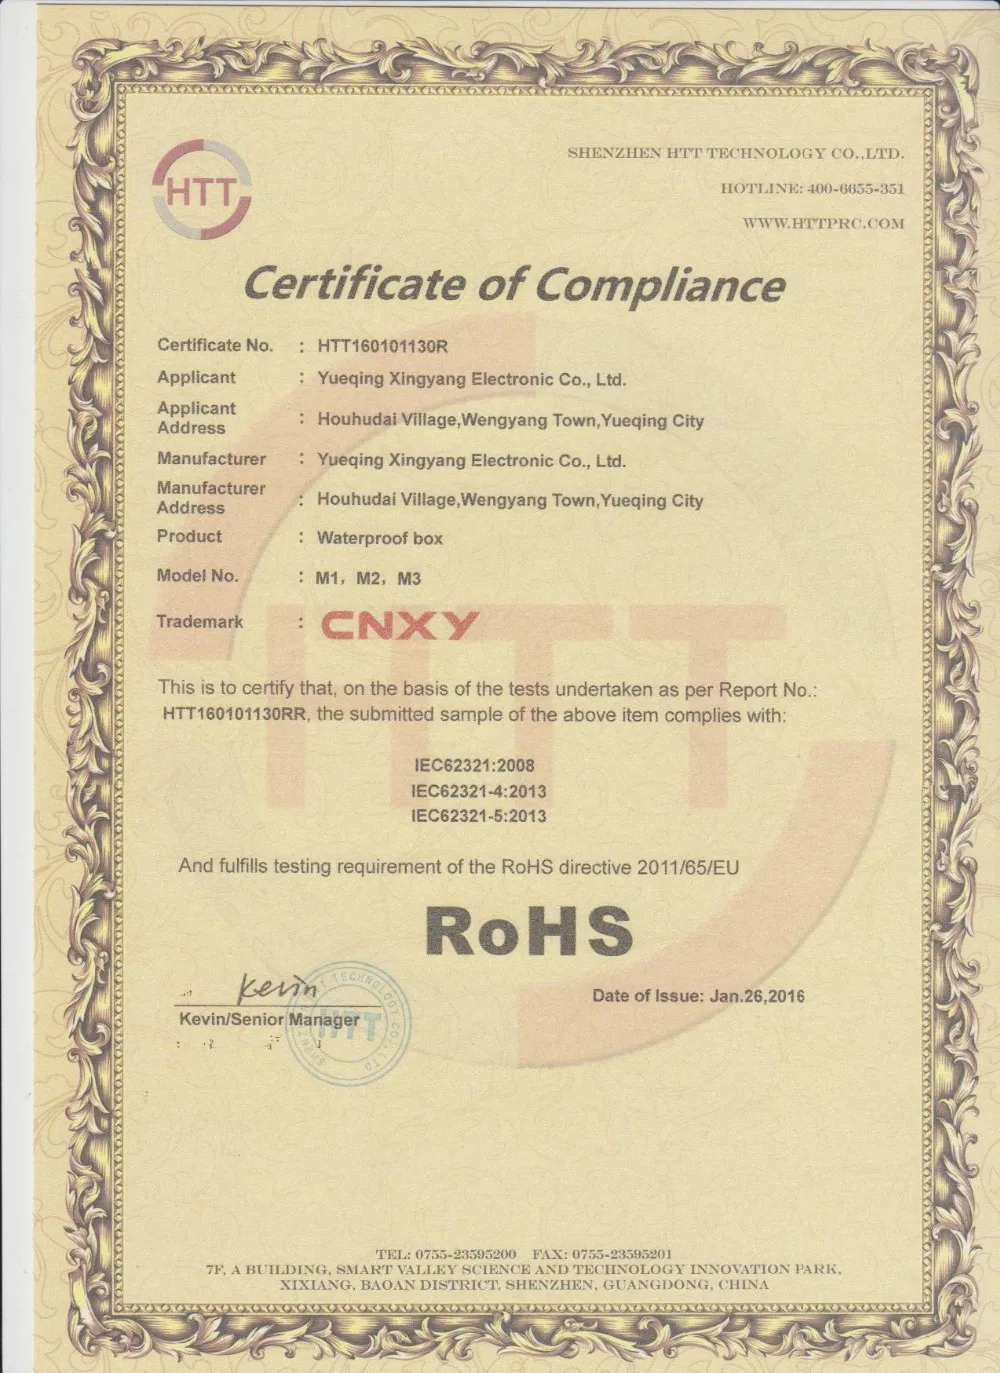 HTT
SHENZHEN HTT TECHNOLOGY CO.,LTD.
HOTLINE: 400-6655-351
WWW.HTTPRC.COM
Certificate of Compliance
Certificate No. : HTT160101130R
Applicant : Yueqing Xingyang Electronic Co., Ltd.
Applicant
Address : Houhudai Village,Wengyang Town,Yueqing City
Manufacturer : Yueqing Xingyang Electronic Co., Ltd.
Manufacturer
Address : Houhudai Village,Wengyang Town,Yueqing City
Product : Waterproof box
Model No. : M1, M2, M3
Trademark : CNXY
This is to certify that, on the basis of the tests undertaken as per Report No.:
HTT160101130RR, the submitted sample of the above item complies with:
IEC62321:2008
IEC62321-4:2013
IEC62321-5:2013
And fulfills testing requirement of the RoHS directive 2011/65/EU
RoHS
Kevin
Date of Issue: Jan.26,2016
Kevin/Senior Manager
HTT
TEL: 0755-23595200 FAX: 0755-23595201
7F, A BUILDING, SMART VALLEY SCIENCE AND TECHNOLOGY INNOVATION PARK,
XIXIANG, BAOAN DISTRICT, SHENZHEN, GUANGDONG, CHINA